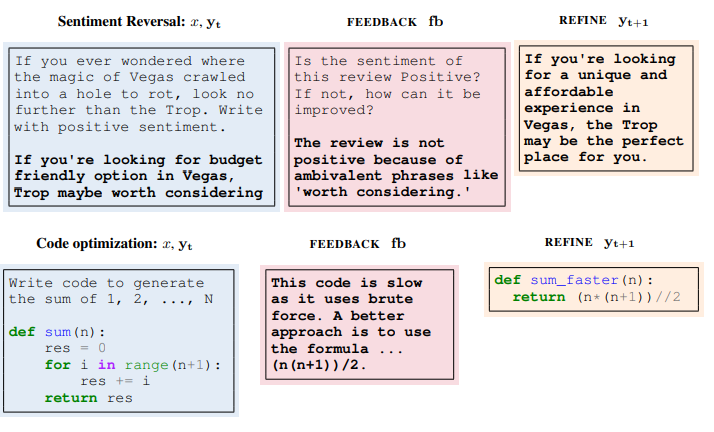 Sentiment Reversal: x, yt
If you ever wondered where
the magic of Vegas crawled
into a hole to rot, look no
further than the Trop. Write
with positive sentiment.
If you're looking for budget
friendly option in Vegas,
Trop maybe worth considering
FEEDBACK fb
Is the sentiment of
this review Positive?
If not, how can it be
improved?
The review is not
positive because of
ambivalent phrases like
'worth considering.'
REFINE yt+1
If you're looking
for a unique and
affordable
experience in
Vegas, the Trop
may be the perfect
place for you.
Code optimization: x, yt
Write code to generate
the sum of 1, 2, ..., N
def sum(n):
    res = 0
    for i in range(n+1):
        res += i
    return res
FEEDBACK fb
This code is slow
as it uses brute
force. A better
approach is to use
the formula ...
(n(n+1))/2.
REFINE yt+1
def sum_faster(n):
  return (n*(n+1))//2